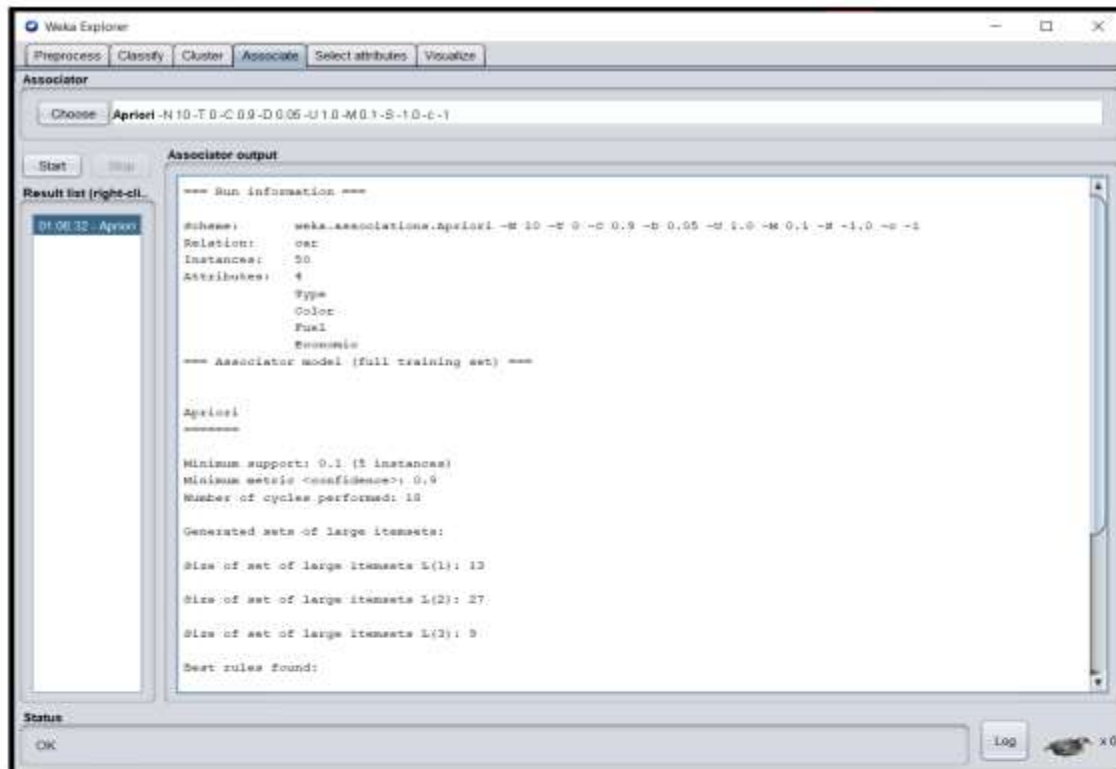 Weka Explorer
Preprocess Classify Cluster Associate Select attributes Visualize
Associator
Choose Apriori -N 10 -T 0 -C 0.9 -D 0.05 -U 1.0 -M 0.1 -S -1.0 -c -1
Start Stop
Associator output
Result list (right-cli...
01:06:32 - Apriori
=== Run information ===
Scheme: weka.associations.Apriori -N 10 -T 0 -C 0.9 -D 0.05 -U 1.0 -M 0.1 -S -1.0 -c -1
Relation: car
Instances: 50
Attributes: 4
Type
Color
Fuel
Economic
=== Associator model (full training set) ===
Apriori
=======
Minimum support: 0.1 (5 instances)
Minimum metric <confidence>: 0.9
Number of cycles performed: 18
Generated sets of large itemsets:
Size of set of large itemsets L(1): 13
Size of set of large itemsets L(2): 27
Size of set of large itemsets L(3): 9
Best rules found:
Status
OK
Log
x 0